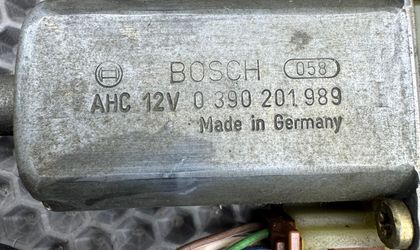 BOSCH 058
AHC 12V 0 390 201 989
Made in Germany